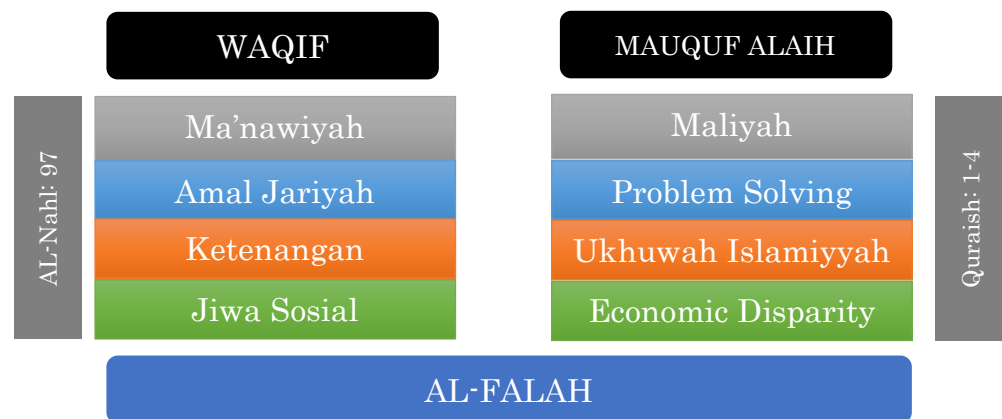 WAQIF
MAUQUF ALAIH
AL-Nahl: 97
Ma’nawiyah
Amal Jariyah
Ketenangan
Jiwa Sosial
Maliyah
Problem Solving
Ukhuwah Islamiyyah
Economic Disparity
Quraish: 1-4
AL-FALAH